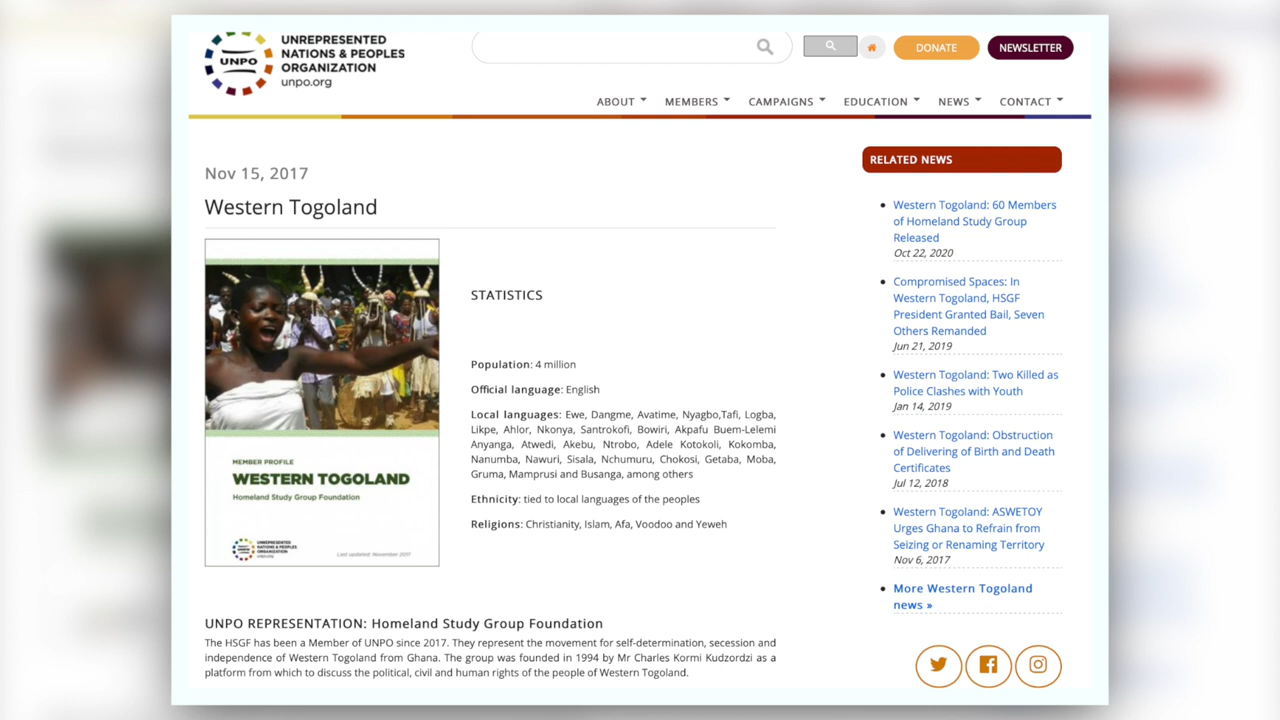 UNPO
UNREPRESENTED
NATIONS & PEOPLES
ORGANIZATION
unpo.org
DONATE
NEWSLETTER
ABOUT
MEMBERS
CAMPAIGNS
EDUCATION
NEWS
CONTACT
Nov 15, 2017
Western Togoland
MEMBER PROFILE
WESTERN TOGOLAND
Homeland Study Group Foundation
UNREPRESENTED
NATIONS & PEOPLES
ORGANIZATION
unpo.org
Last updated: November 2017
STATISTICS
Population: 4 million
Official language: English
Local languages: Ewe, Dangme, Avatime, Nyagbo,Tafi, Logba,
Likpe, Ahlor, Nkonya, Santrokofi, Bowiri, Akpafu Buem-Lelemi
Anyanga, Atwedi, Akebu, Ntrobo, Adele Kotokoli, Kokomba,
Nanumba, Nawuri, Sisala, Nchumuru, Chokosi, Getaba, Moba,
Gruma, Mamprusi and Busanga, among others
Ethnicity: tied to local languages of the peoples
Religions: Christianity, Islam, Afa, Voodoo and Yeweh
UNPO REPRESENTATION: Homeland Study Group Foundation
The HSGF has been a Member of UNPO since 2017. They represent the movement for self-determination, secession and
independence of Western Togoland from Ghana. The group was founded in 1994 by Mr Charles Kormi Kudzordzi as a
platform from which to discuss the political, civil and human rights of the people of Western Togoland.
RELATED NEWS
Western Togoland: 60 Members
of Homeland Study Group
Released
Oct 22, 2020
Compromised Spaces: In
Western Togoland, HSGF
President Granted Bail, Seven
Others Remanded
Jun 21, 2019
Western Togoland: Two Killed as
Police Clashes with Youth
Jan 14, 2019
Western Togoland: Obstruction
of Delivering of Birth and Death
Certificates
Jul 12, 2018
Western Togoland: ASWETOY
Urges Ghana to Refrain from
Seizing or Renaming Territory
Nov 6, 2017
More Western Togoland
news »